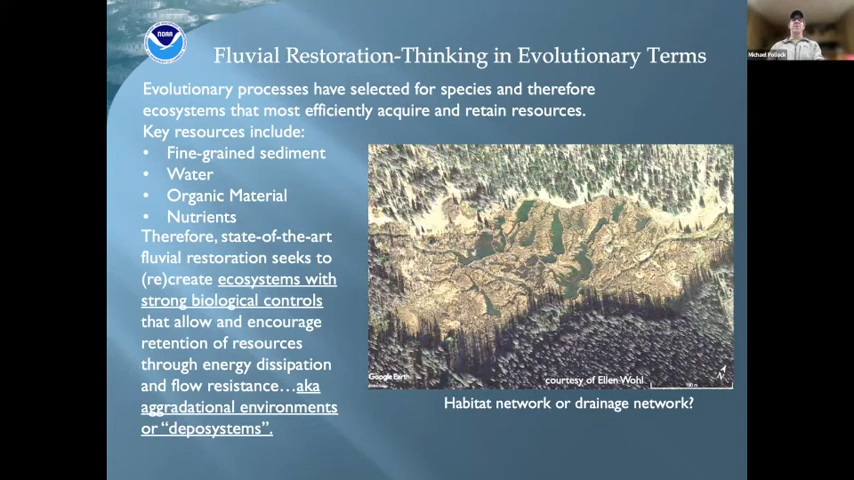 NOAA
Fluvial Restoration-Thinking in Evolutionary Terms
Michael Pollock
Evolutionary processes have selected for species and therefore
ecosystems that most efficiently acquire and retain resources.
Key resources include:
• Fine-grained sediment
• Water
• Organic Material
• Nutrients
Therefore, state-of-the-art
fluvial restoration seeks to
(re)create ecosystems with
strong biological controls
that allow and encourage
retention of resources
through energy dissipation
and flow resistance…aka
aggradational environments
or “deposystems”.
Google Earth
courtesy of Ellen Wohl
N
Habitat network or drainage network?